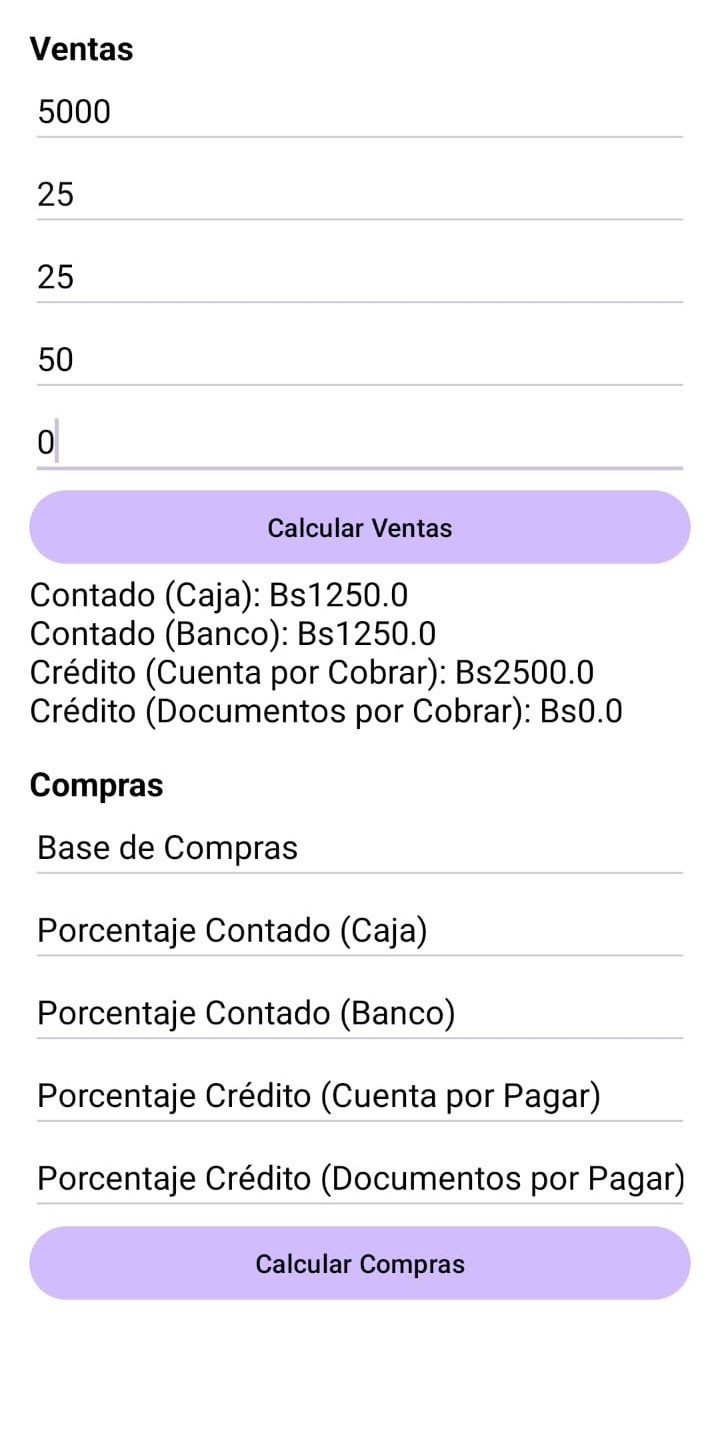 Ventas
5000
25
25
50
0
Calcular Ventas
Contado (Caja): Bs1250.0
Contado (Banco): Bs1250.0
Crédito (Cuenta por Cobrar): Bs2500.0
Crédito (Documentos por Cobrar): Bs0.0
Compras
Base de Compras
Porcentaje Contado (Caja)
Porcentaje Contado (Banco)
Porcentaje Crédito (Cuenta por Pagar)
Porcentaje Crédito (Documentos por Pagar)
Calcular Compras